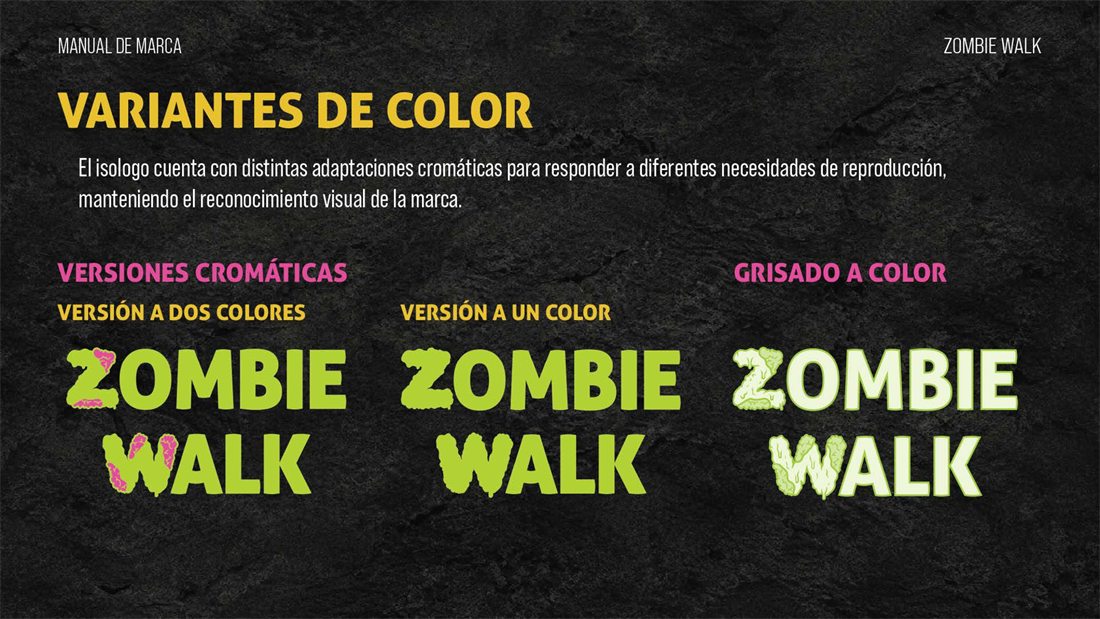 MANUAL DE MARCA
ZOMBIE WALK
VARIANTES DE COLOR
El isologo cuenta con distintas adaptaciones cromáticas para responder a diferentes necesidades de reproducción,
manteniendo el reconocimiento visual de la marca.
VERSIONES CROMÁTICAS
VERSIÓN A DOS COLORES
ZOMBIE
WALK
VERSIÓN A UN COLOR
ZOMBIE
WALK
GRISADO A COLOR
ZOMBIE
WALK